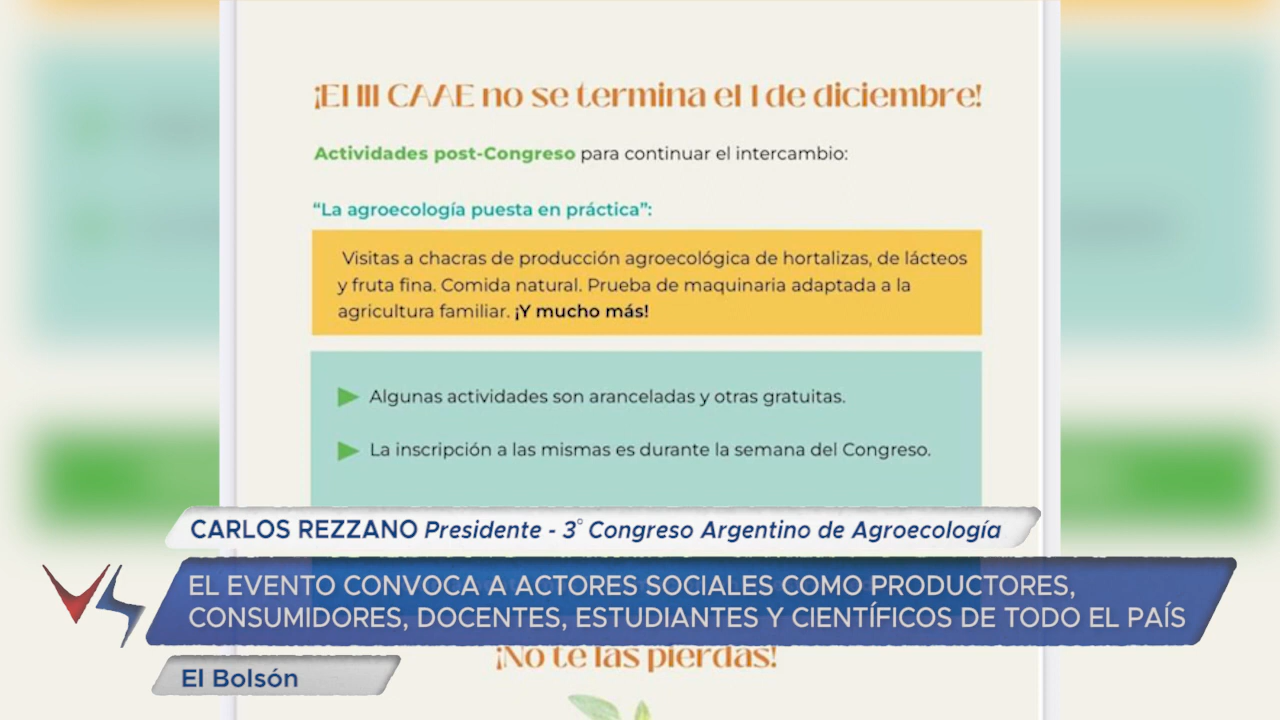 ¡El III CAAE no se termina el 1 de diciembre!
Actividades post-Congreso para continuar el intercambio:
“La agroecología puesta en práctica”:
Visitas a chacras de producción agroecológica de hortalizas, de lácteos
y fruta fina. Comida natural. Prueba de maquinaria adaptada a la
agricultura familiar. ¡Y mucho más!
Algunas actividades son aranceladas y otras gratuitas.
La inscripción a las mismas es durante la semana del Congreso.
CARLOS REZZANO Presidente - 3° Congreso Argentino de Agroecología
EL EVENTO CONVOCA A ACTORES SOCIALES COMO PRODUCTORES,
CONSUMIDORES, DOCENTES, ESTUDIANTES Y CIENTÍFICOS DE TODO EL PAÍS
¡No te las pierdas!
El Bolsón